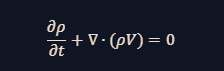 ∂ρ/∂t + ∇ · (ρV) = 0